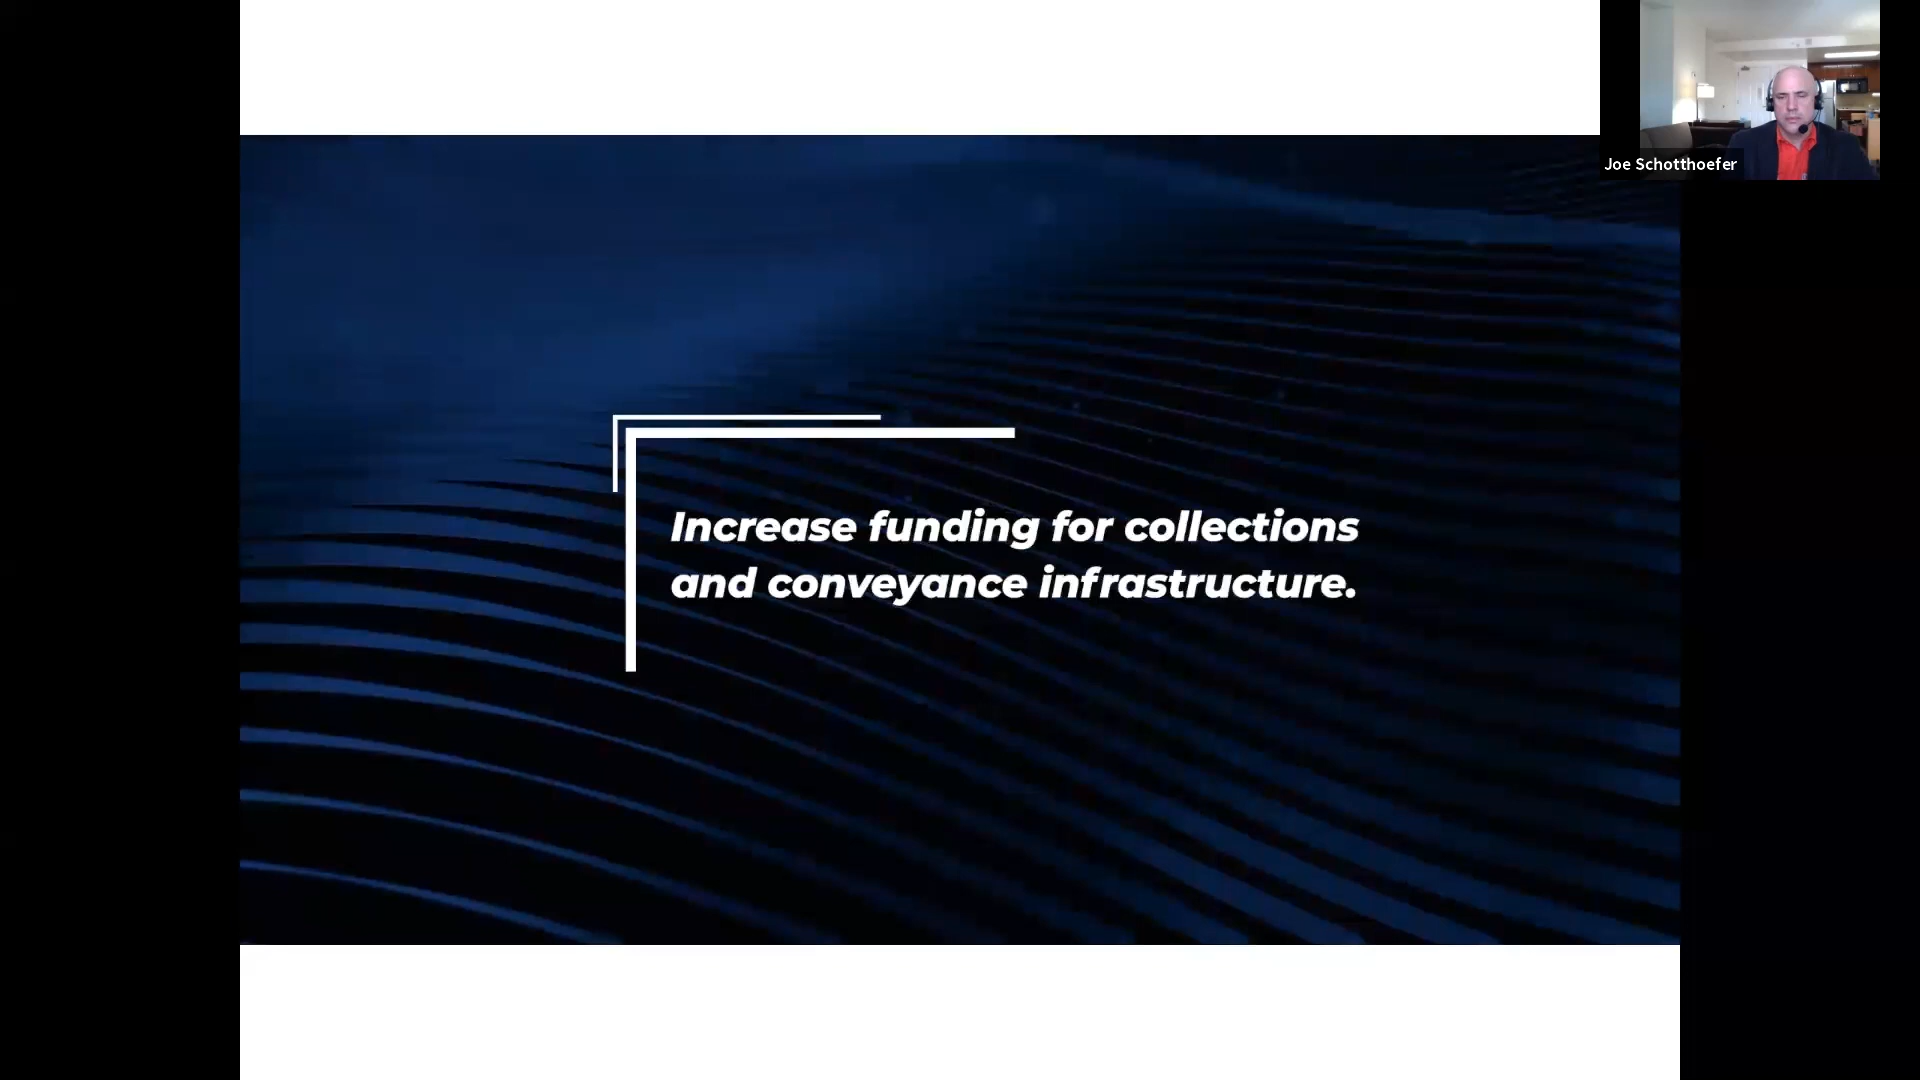 Joe Schotthoefer
Increase funding for collections
and conveyance infrastructure.